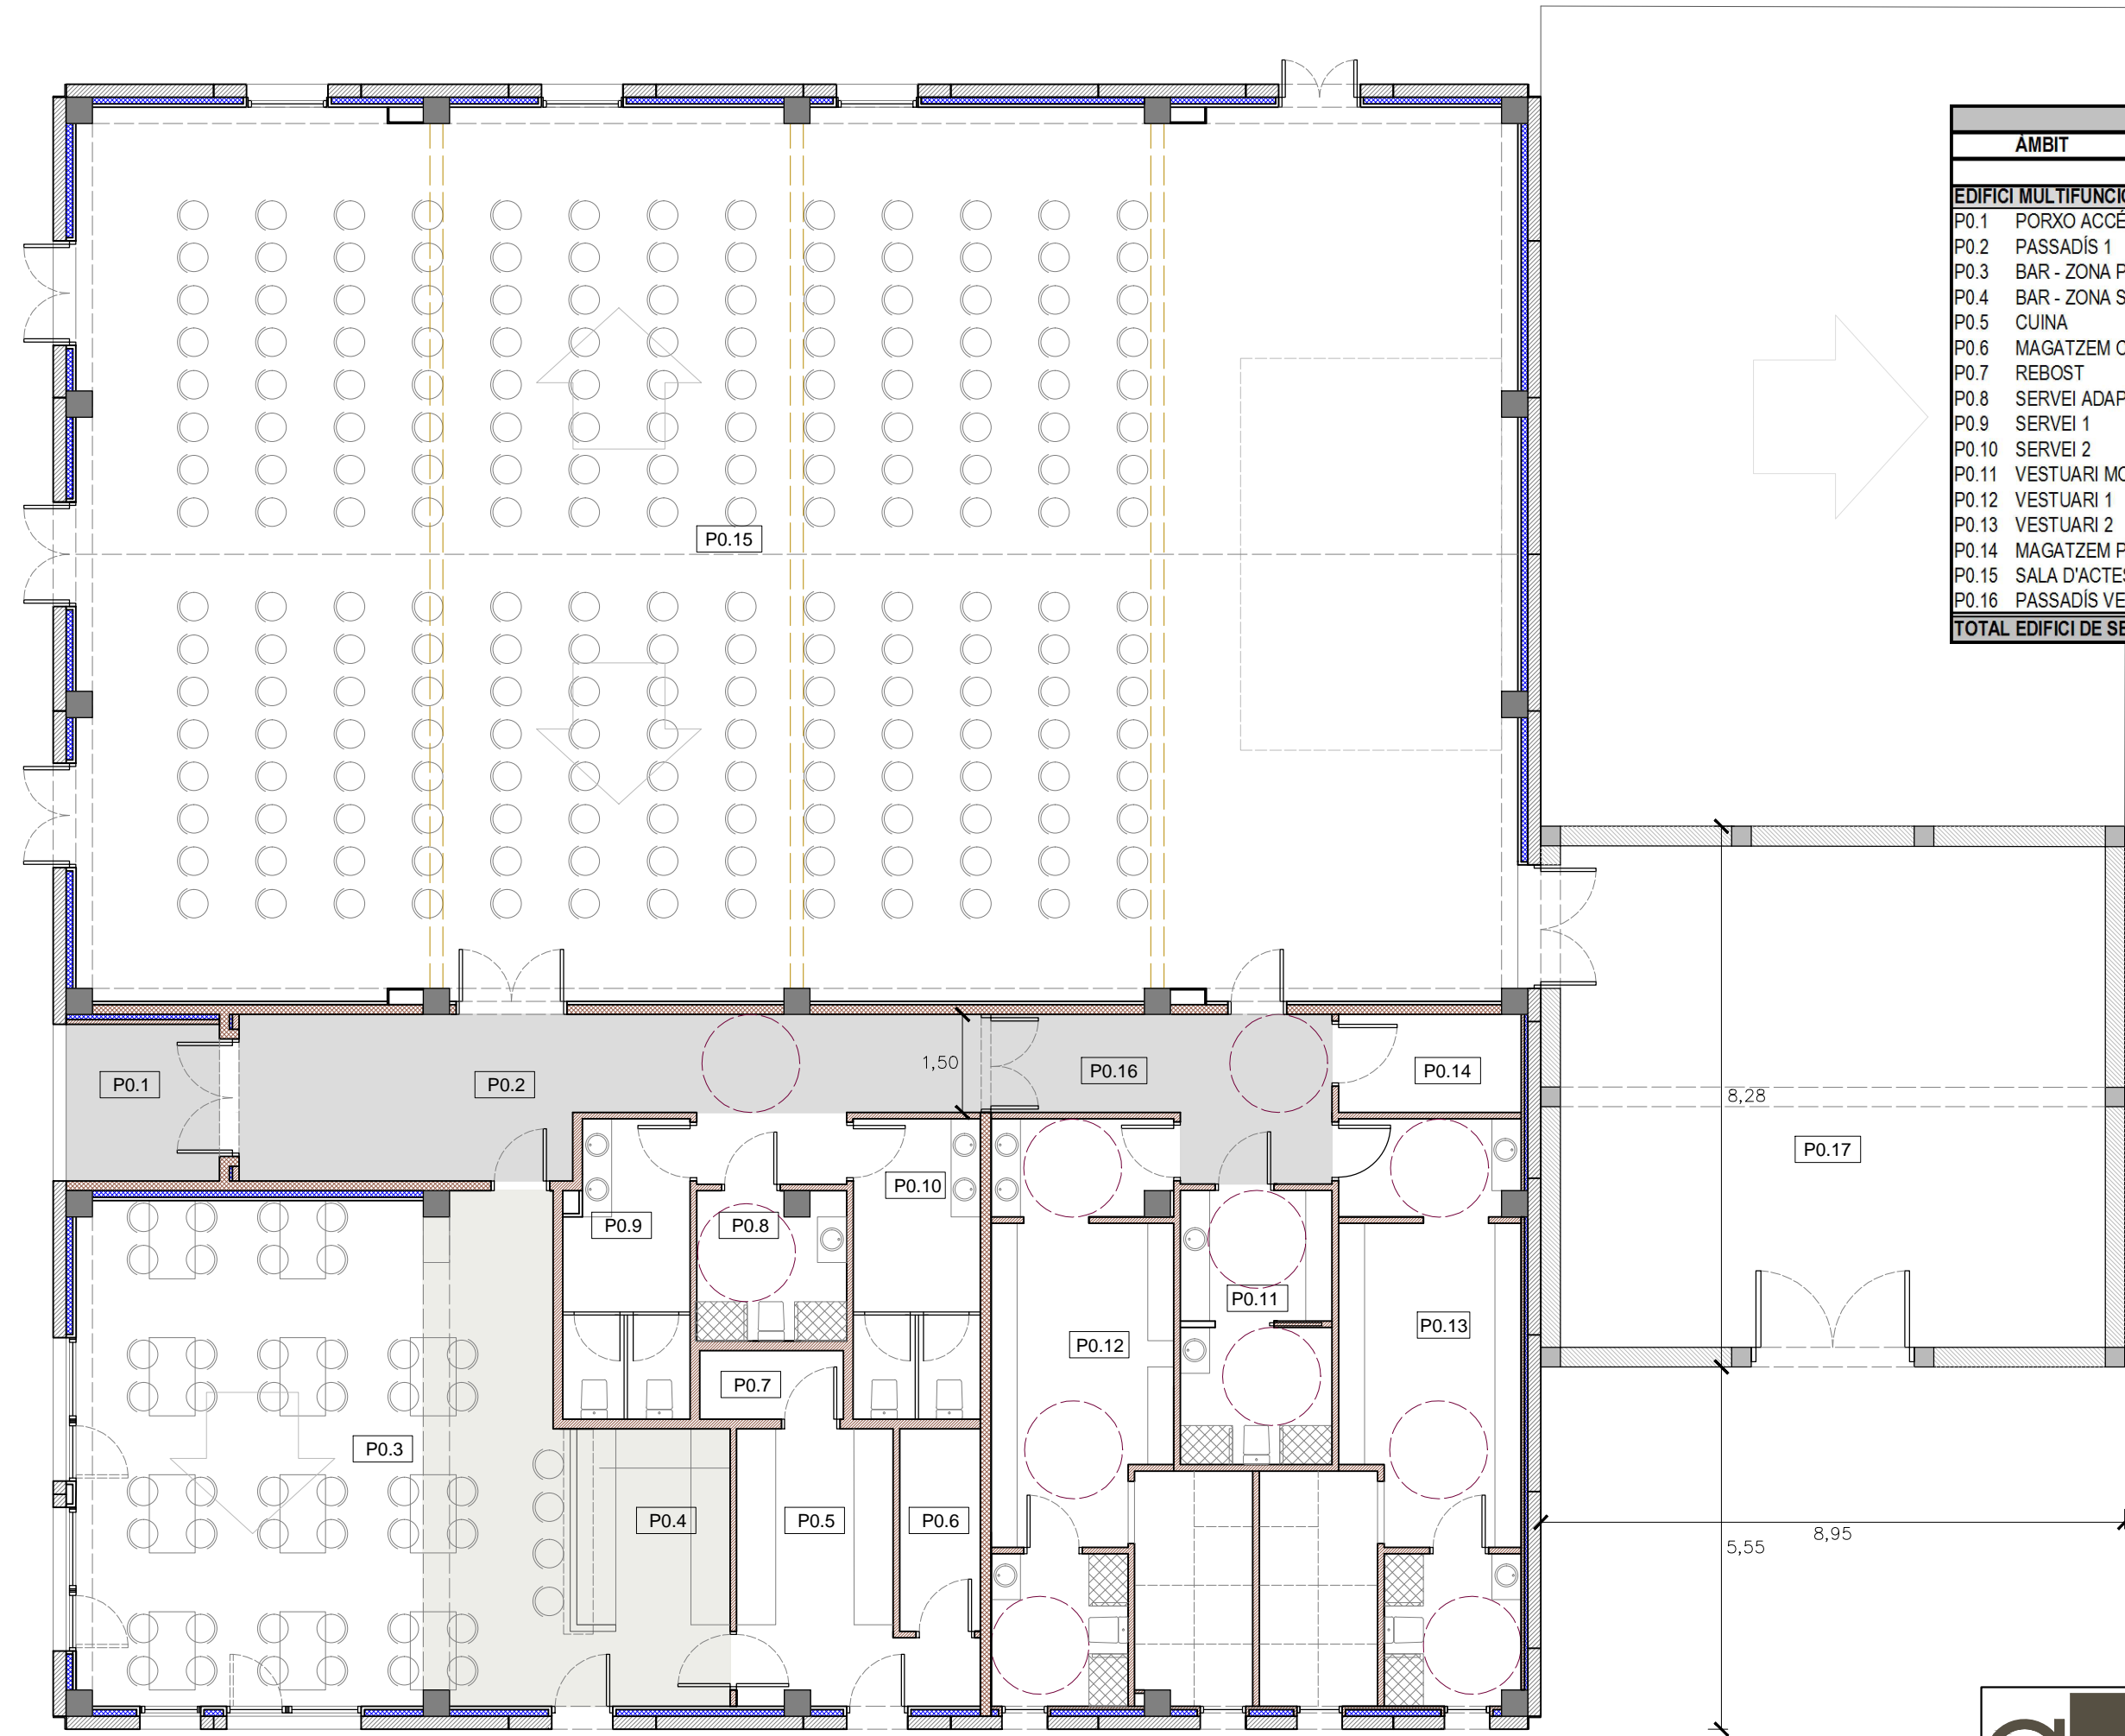 ÀMBIT
EDIFICI MULTIFUNCIO
P0.1 PORXO ACCÉ
P0.2 PASSADÍS 1
P0.3 BAR - ZONA P
P0.4 BAR - ZONA S
P0.5 CUINA
P0.6 MAGATZEM C
P0.7 REBOST
P0.8 SERVEI ADAP
P0.9 SERVEI 1
P0.10 SERVEI 2
P0.11 VESTUARI MO
P0.12 VESTUARI 1
P0.13 VESTUARI 2
P0.14 MAGATZEM P
P0.15 SALA D'ACTES
P0.16 PASSADÍS VE
TOTAL EDIFICI DE SE
P0.15
1,50
P0.1
P0.2
P0.16
P0.14
8,28
P0.17
P0.10
P0.9
P0.8
P0.11
P0.12
P0.13
P0.7
P0.3
P0.4
P0.5
P0.6
8,95
5,55